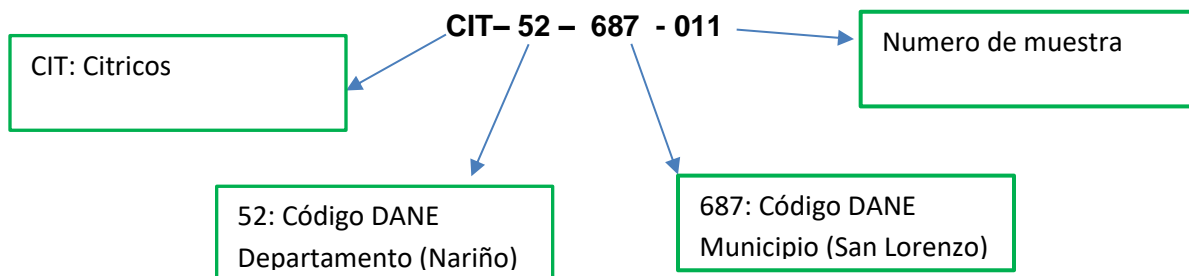 CIT– 52 – 687 - 011
CIT: Citricos
Numero de muestra
52: Código DANE
Departamento (Nariño)
687: Código DANE
Municipio (San Lorenzo)